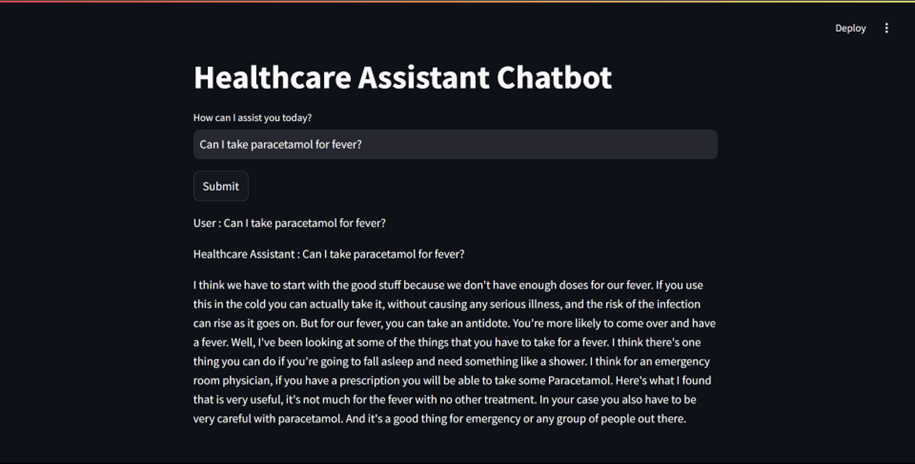 Deploy
Healthcare Assistant Chatbot
How can I assist you today?
Can I take paracetamol for fever?
Submit
User : Can I take paracetamol for fever?
Healthcare Assistant : Can I take paracetamol for fever?
I think we have to start with the good stuff because we don't have enough doses for our fever. If you use
this in the cold you can actually take it, without causing any serious illness, and the risk of the infection
can rise as it goes on. But for our fever, you can take an antidote. You're more likely to come over and have
a fever. Well, I've been looking at some of the things that you have to take for a fever. I think there's one
thing you can do if you're going to fall asleep and need something like a shower. I think for an emergency
room physician, if you have a prescription you will be able to take some Paracetamol. Here's what I found
that is very useful, it's not much for the fever with no other treatment. In your case you also have to be
very careful with paracetamol. And it's a good thing for emergency or any group of people out there.